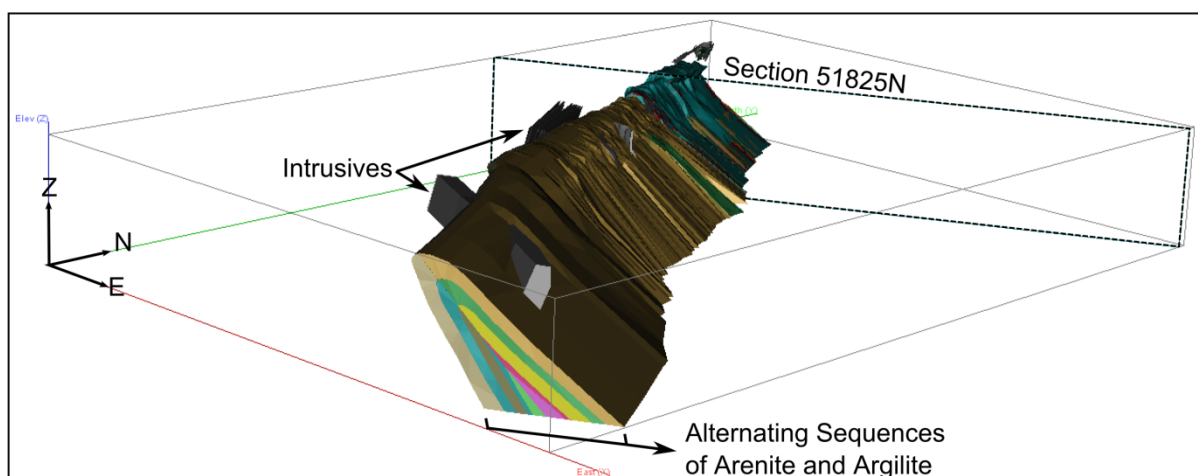 Section 51825N
Elev (Z)
Intrusives
Z
N
E
Alternating Sequences
of Arenite and Argilite
East (X)